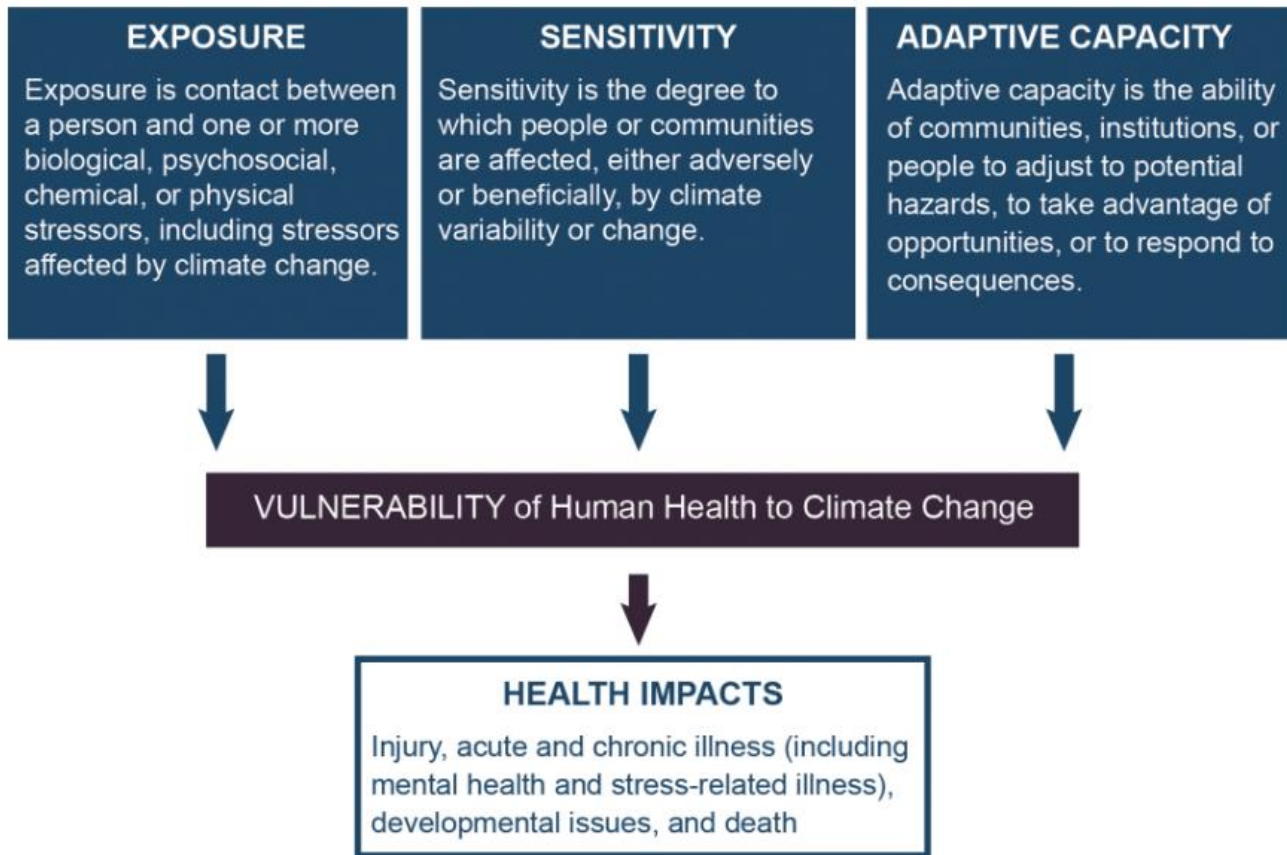 EXPOSURE
Exposure is contact between
a person and one or more
biological, psychosocial,
chemical, or physical
stressors, including stressors
affected by climate change.
SENSITIVITY
Sensitivity is the degree to
which people or communities
are affected, either adversely
or beneficially, by climate
variability or change.
ADAPTIVE CAPACITY
Adaptive capacity is the ability
of communities, institutions, or
people to adjust to potential
hazards, to take advantage of
opportunities, or to respond to
consequences.
VULNERABILITY of Human Health to Climate Change
HEALTH IMPACTS
Injury, acute and chronic illness (including
mental health and stress-related illness),
developmental issues, and death